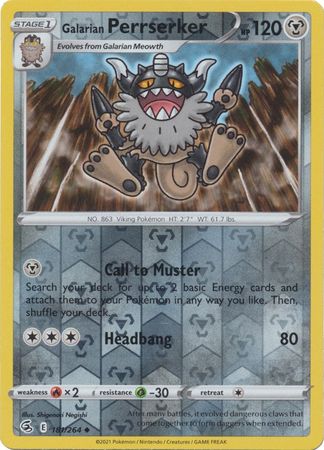 STAGE 1
Galarian Perrserker HP 120
Evolves from Galarian Meowth
NO. 863 Viking Pokémon HT: 2'7" WT: 61.7 lbs.
Call to Muster
Search your deck for up to 2 basic Energy cards and
attach them to your Pokémon in any way you like. Then,
shuffle your deck.
Headbang 80
weakness ×2 resistance -30 retreat
Illus. Shigenori Negishi
F E 181/264
After many battles, it evolved dangerous claws that
come together to form daggers when extended.
©2021 Pokémon / Nintendo / Creatures / GAME FREAK